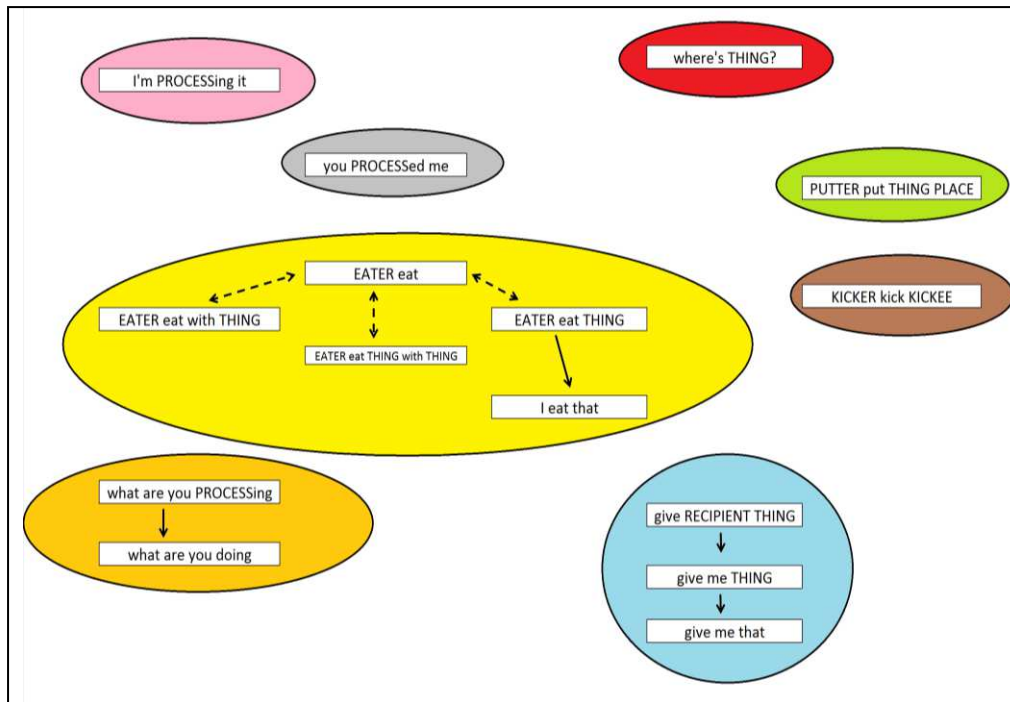 I'm PROCESSing it
where's THING?
you PROCESSed me
PUTTER put THING PLACE
EATER eat
KICKER kick KICKEE
EATER eat with THING
EATER eat THING
EATER eat THING with THING
I eat that
what are you PROCESSing
what are you doing
give RECIPIENT THING
give me THING
give me that